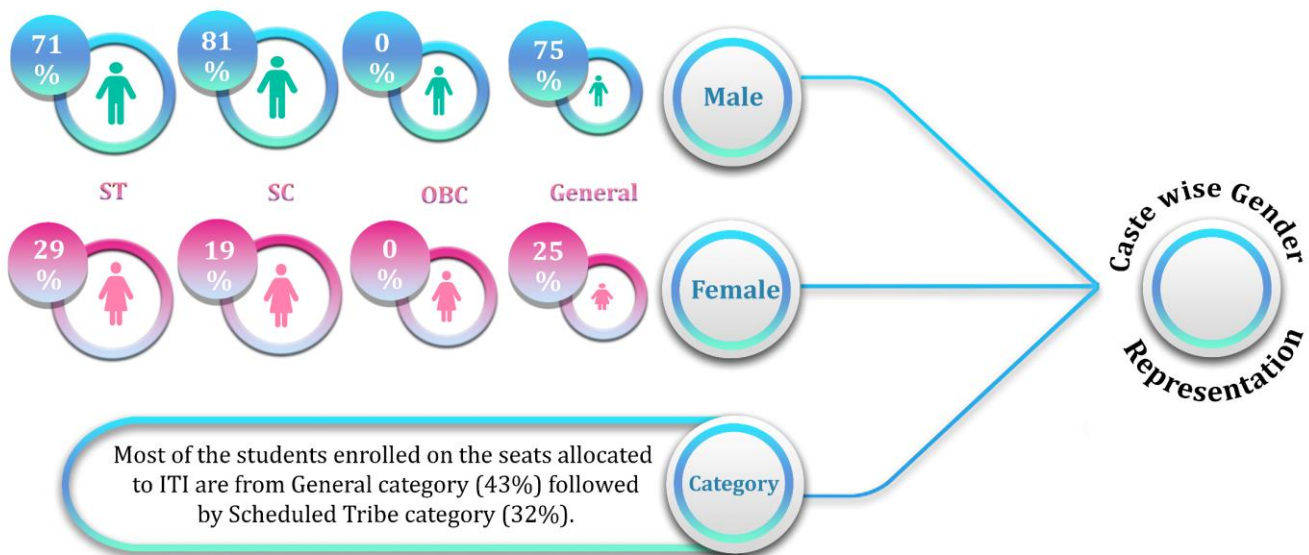 71
%
81
%
0
%
75
%
Male
ST
SC
OBC
General
29
%
19
%
0
%
25
%
Female
Caste wise Gender
Representation
Most of the students enrolled on the seats allocated
to ITI are from General category (43%) followed
by Scheduled Tribe category (32%).
Category